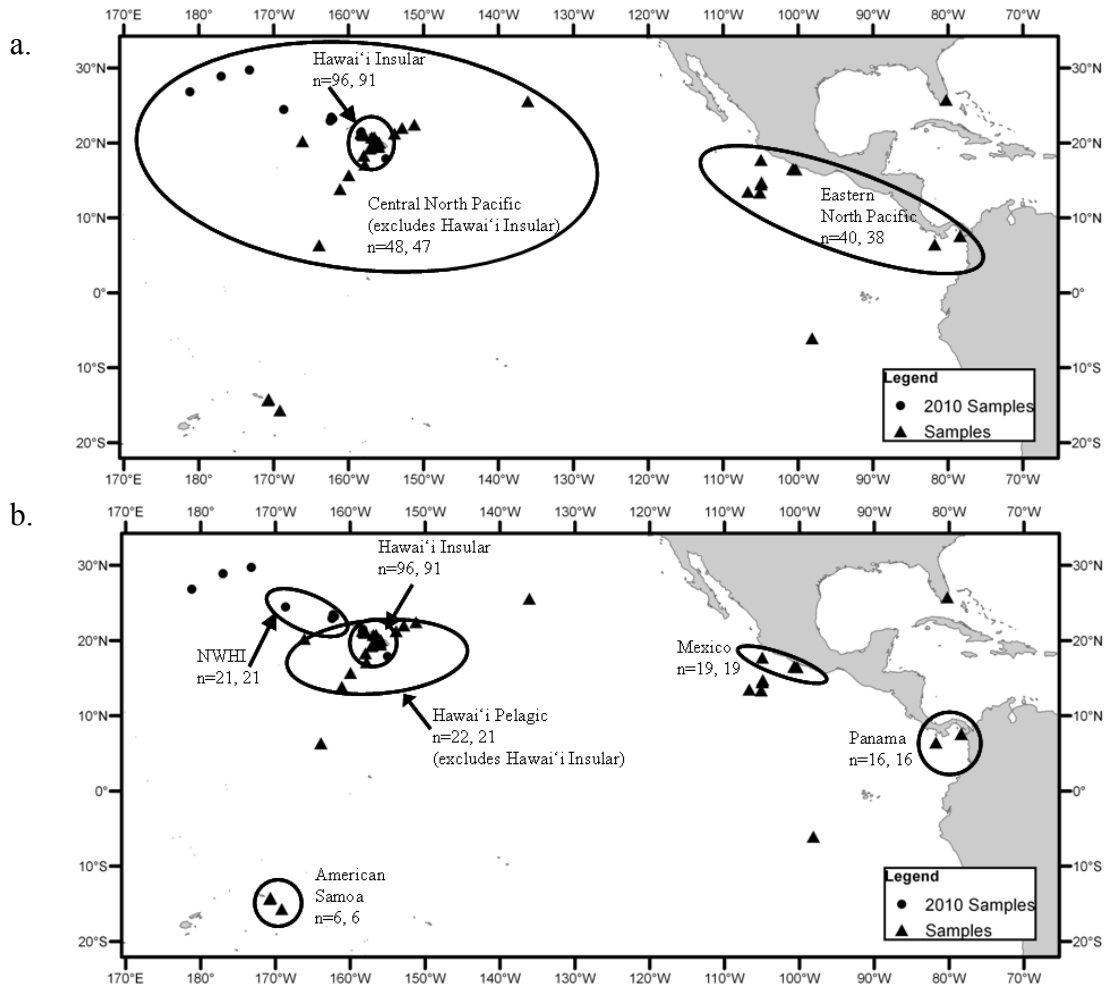 a.
170°E 180° 170°W 160°W 150°W 140°W 130°W 120°W 110°W 100°W 90°W 80°W 70°W
30°N 30°N
20°N 20°N
10°N 10°N
0° 0°
10°S 10°S
20°S 20°S
Hawai‘i Insular
n=96, 91
Central North Pacific
(excludes Hawai‘i Insular)
n=48, 47
Eastern
North Pacific
n=40, 38
Legend
2010 Samples
Samples
170°E 180° 170°W 160°W 150°W 140°W 130°W 120°W 110°W 100°W 90°W 80°W 70°W
b.
170°E 180° 170°W 160°W 150°W 140°W 130°W 120°W 110°W 100°W 90°W 80°W 70°W
30°N 30°N
20°N 20°N
10°N 10°N
0° 0°
10°S 10°S
20°S 20°S
Hawai‘i Insular
n=96, 91
NWHI
n=21, 21
Hawai‘i Pelagic
n=22, 21
(excludes Hawai‘i Insular)
Mexico
n=19, 19
Panama
n=16, 16
American
Samoa
n=6, 6
Legend
2010 Samples
Samples
170°E 180° 170°W 160°W 150°W 140°W 130°W 120°W 110°W 100°W 90°W 80°W 70°W